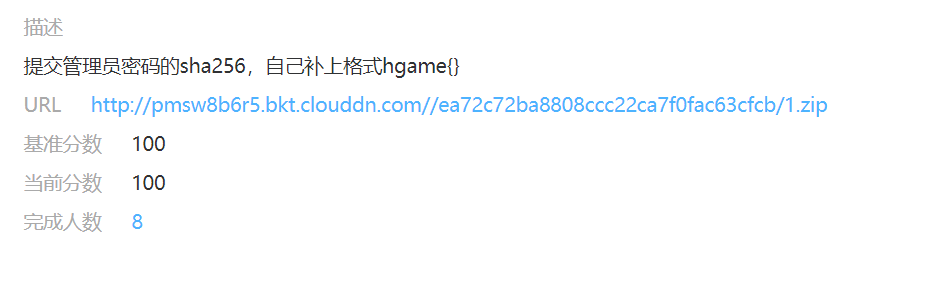 描述
提交管理员密码的sha256，自己补上格式hgame{}
URL http://pmsw8b6r5.bkt.clouddn.com//ea72c72ba8808ccc22ca7f0fac63cfcb/1.zip
基准分数 100
当前分数 100
完成人数 8